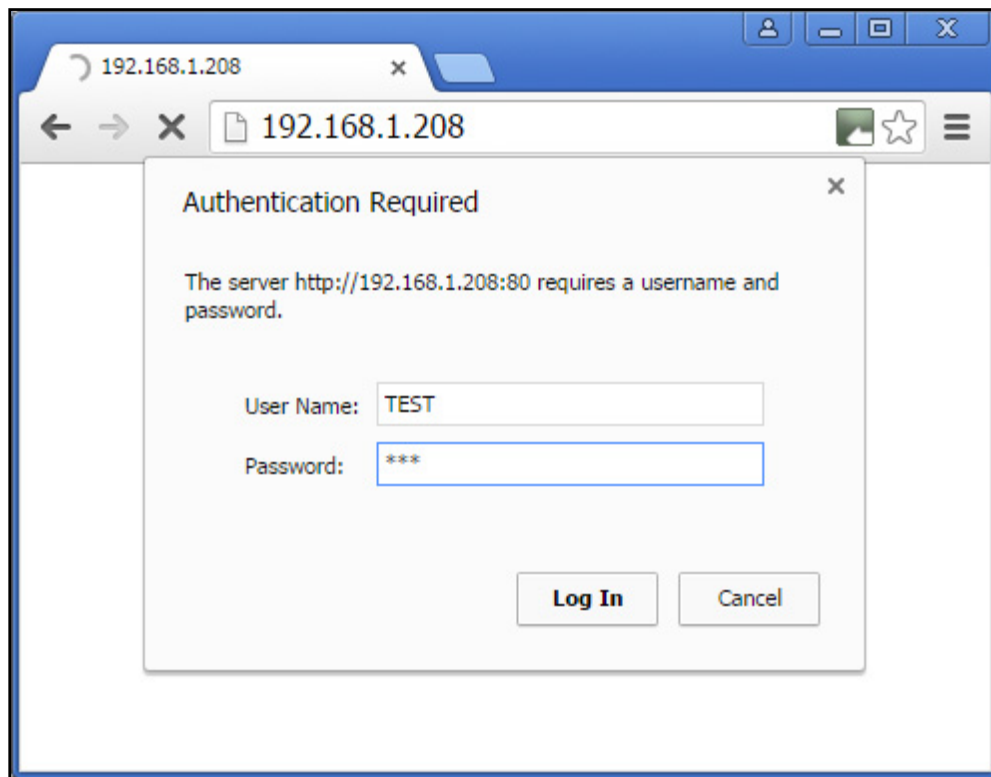 192.168.1.208
192.168.1.208
Authentication Required
The server http://192.168.1.208:80 requires a username and
password.
User Name: TEST
Password: ***
Log In Cancel